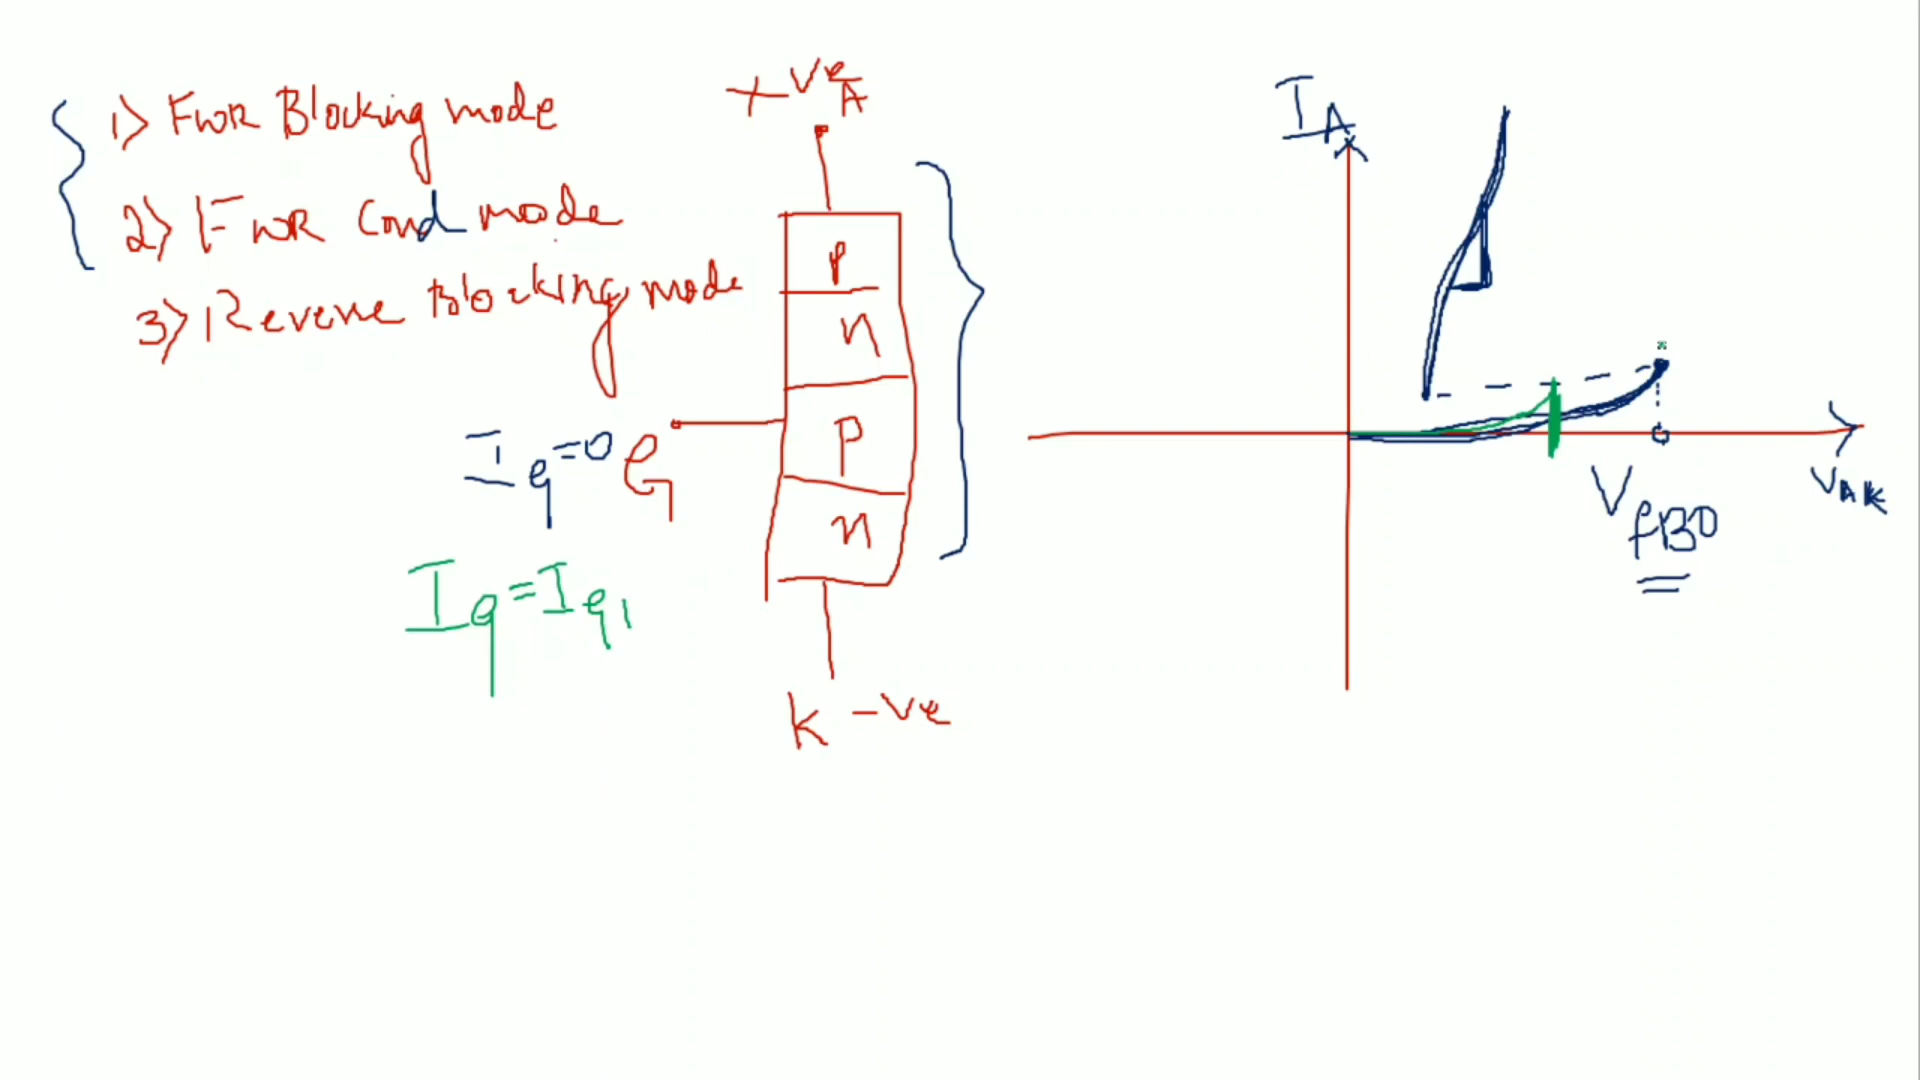 1) FWR Blocking mode
2) FWR Cond mode
3) Reverse Blocking mode
+ve
A
p
n
p
n
Ig=0 G
Ig=Ig1
K -ve
IA
VAK
VfBO